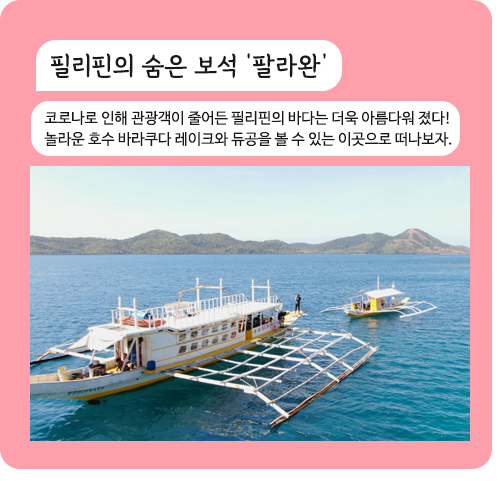 필리핀의 숨은 보석 '팔라완'
코로나로 인해 관광객이 줄어든 필리핀의 바다는 더욱 아름다워 졌다!
놀라운 호수 바라쿠다 레이크와 듀공을 볼 수 있는 이곳으로 떠나보자.